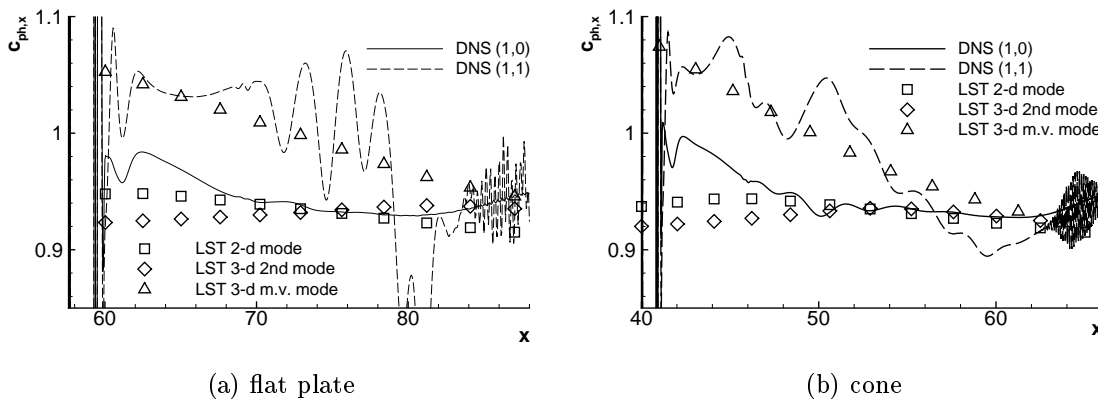 c_ph,x
1.1
1
0.9
60
70
80
x
DNS (1,0)
DNS (1,1)
LST 2-d mode
LST 3-d 2nd mode
LST 3-d m.v. mode
(a) flat plate
c_ph,x
1.1
1
0.9
40
50
60
x
DNS (1,0)
DNS (1,1)
LST 2-d mode
LST 3-d 2nd mode
LST 3-d m.v. mode
(b) cone